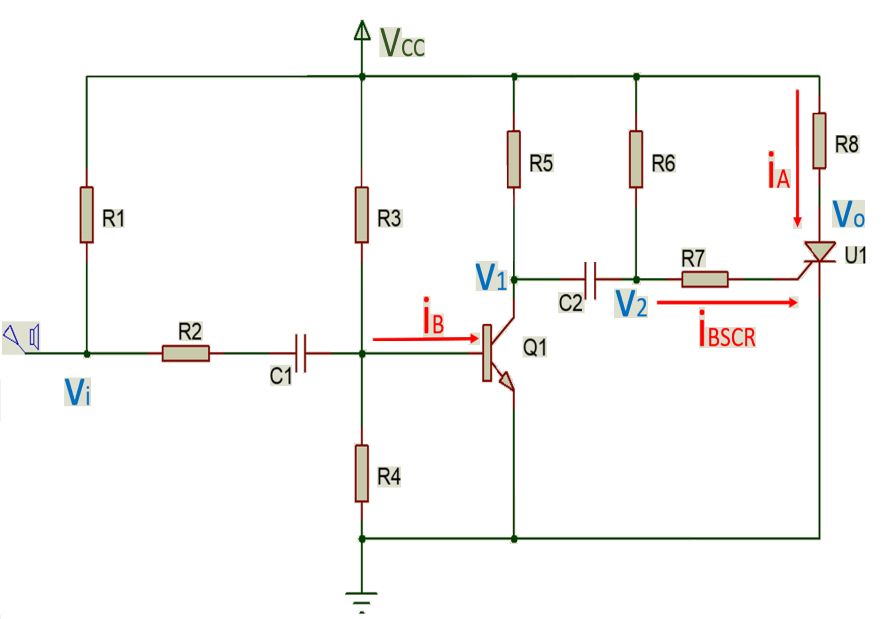 VCC
R1
R3
R5
R6
R8
iA
Vo
U1
V1
C2
V2
R7
iBSCR
R2
C1
iB
Q1
Vi
R4